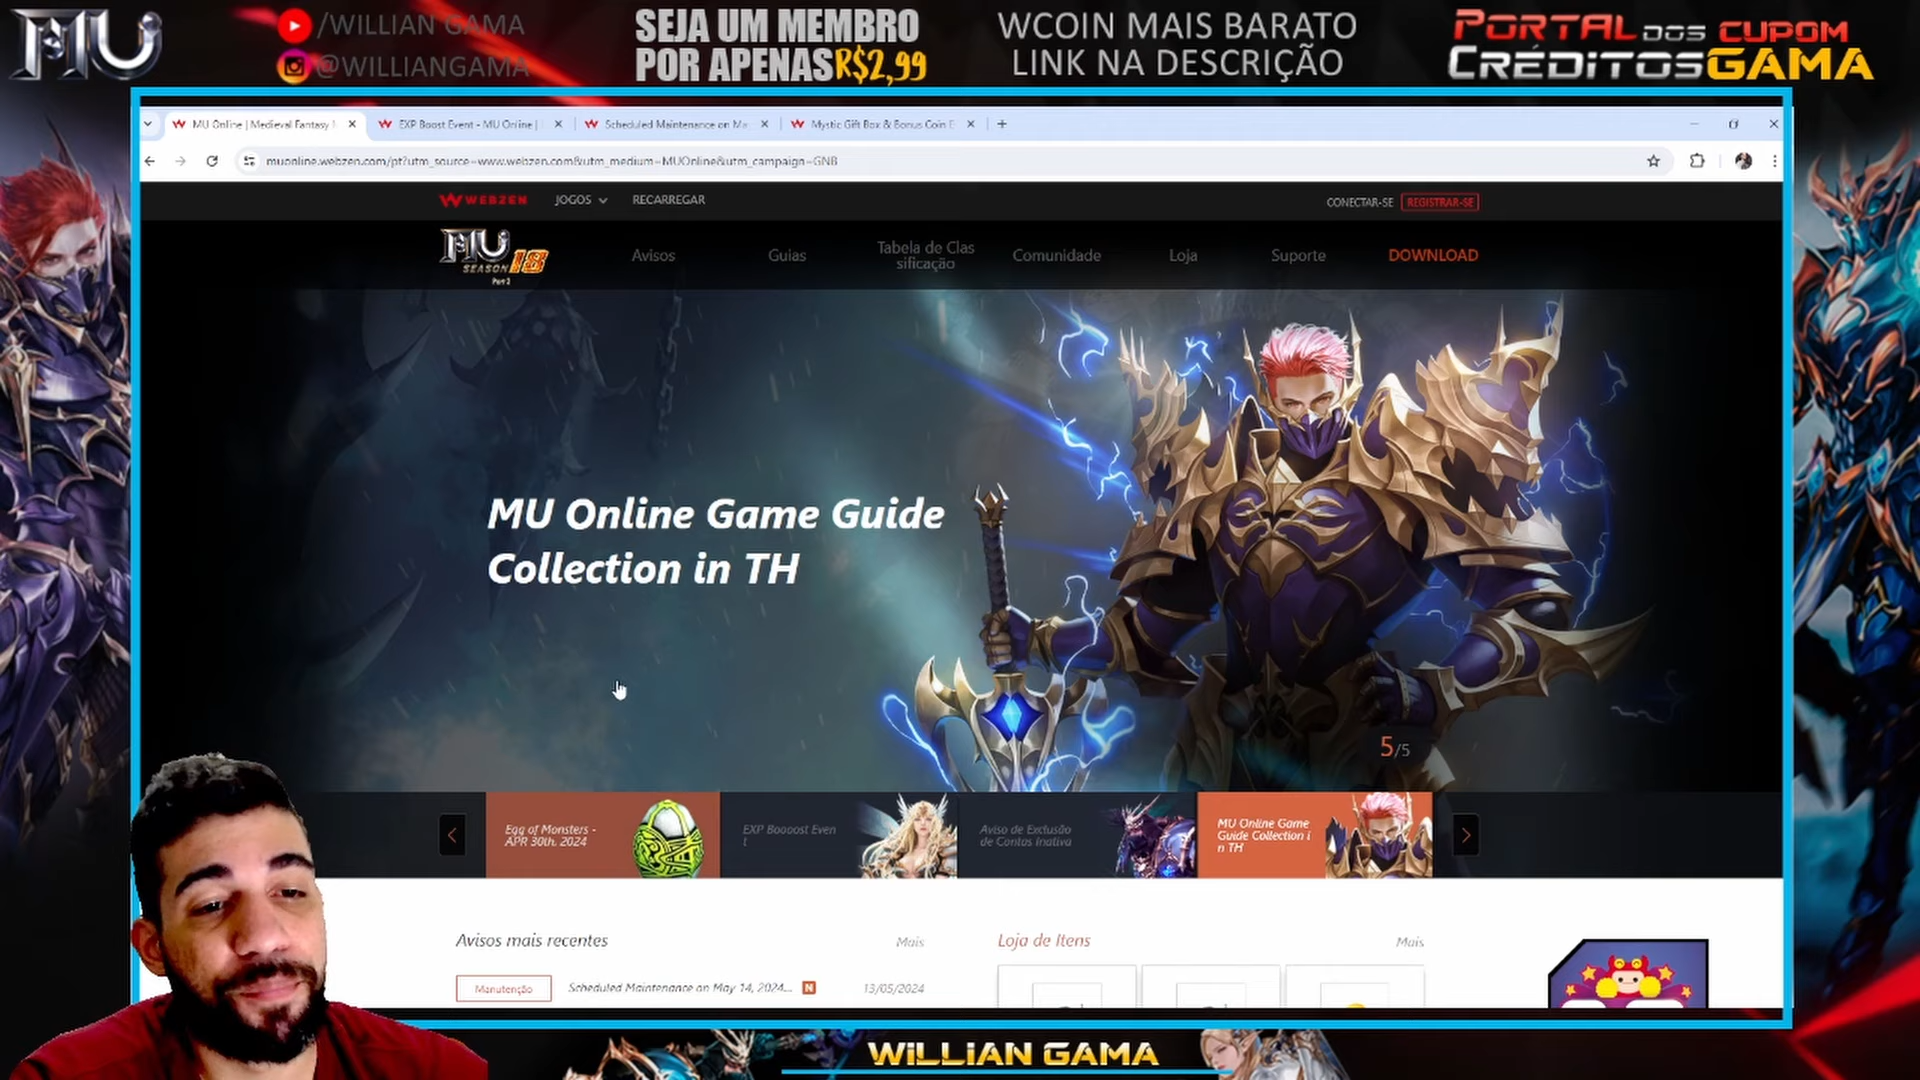 MU
/WILLIAN GAMA
@WILLIANGAMA
SEJA UM MEMBRO
POR APENAS R$2,99
WCOIN MAIS BARATO
LINK NA DESCRIÇÃO
PORTAL DOS
CRÉDITOS
CUPOM
GAMA
MU Online | Medieval Fantasy
EXP Boost Event - MU Online |
Scheduled Maintenance on Ma
Mystic Gift Box & Bonus Coin E
muonline.webzen.com/pt?utm_source=www.webzen.com&utm_medium=MUOnline&utm_campaign=GNB
WEBZEN
JOGOS
RECARREGAR
CONECTAR-SE
REGISTRAR-SE
MU
SEASON 18
Part 2
Avisos
Guias
Tabela de Clas
sificação
Comunidade
Loja
Suporte
DOWNLOAD
MU Online Game Guide
Collection in TH
5/5
Egg of Monsters -
APR 30th, 2024
EXP Boooost Even
t
Aviso de Exclusão
de Contas Inativa
MU Online Game
Guide Collection i
n TH
Avisos mais recentes
Mais
Loja de Itens
Mais
Manutenção
Scheduled Maintenance on May 14, 2024...
N
13/05/2024
WILLIAN GAMA